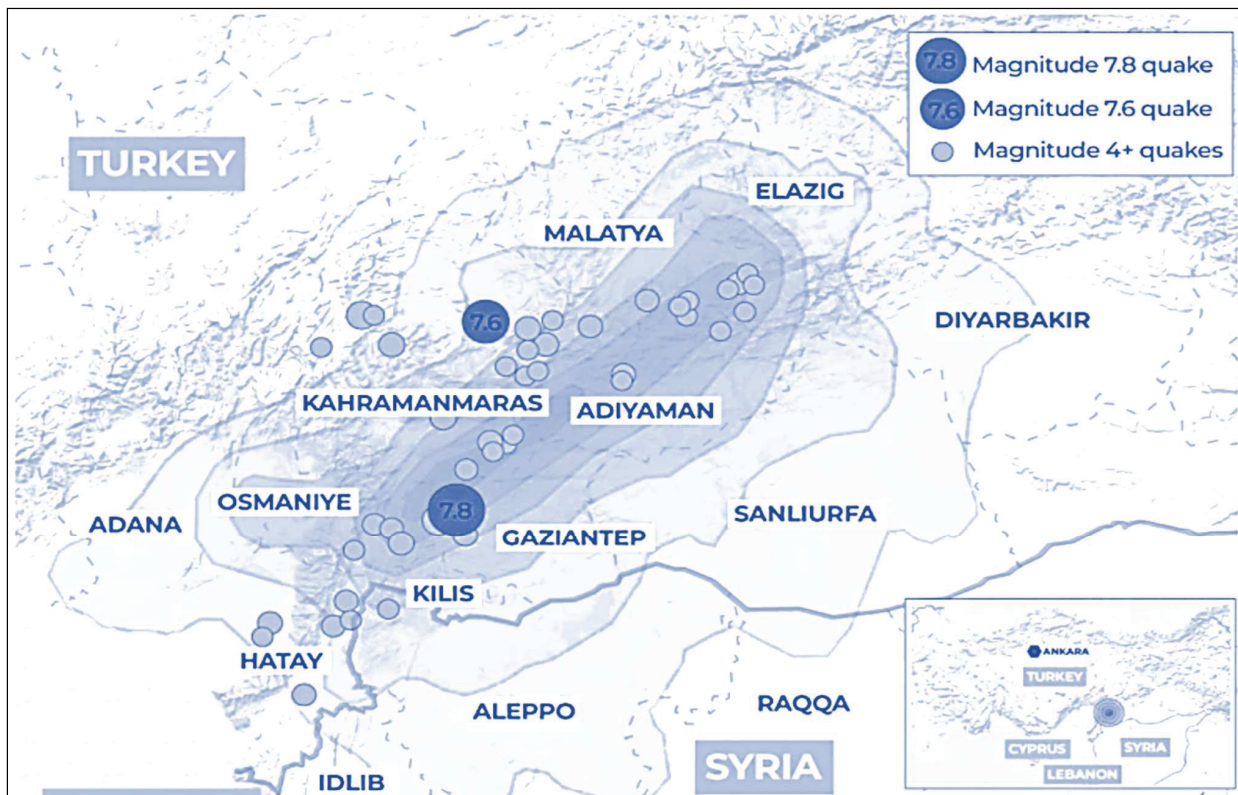 7.8 Magnitude 7.8 quake
7.6 Magnitude 7.6 quake
Magnitude 4+ quakes
TURKEY
ELAZIG
MALATYA
7.6
DIYARBAKIR
KAHRAMANMARAS
ADIYAMAN
OSMANIYE
7.8
SANLIURFA
ADANA
GAZIANTEP
KILIS
HATAY
ALEPPO
RAQQA
SYRIA
IDLIB
ANKARA
TURKEY
CYPRUS
SYRIA
LEBANON